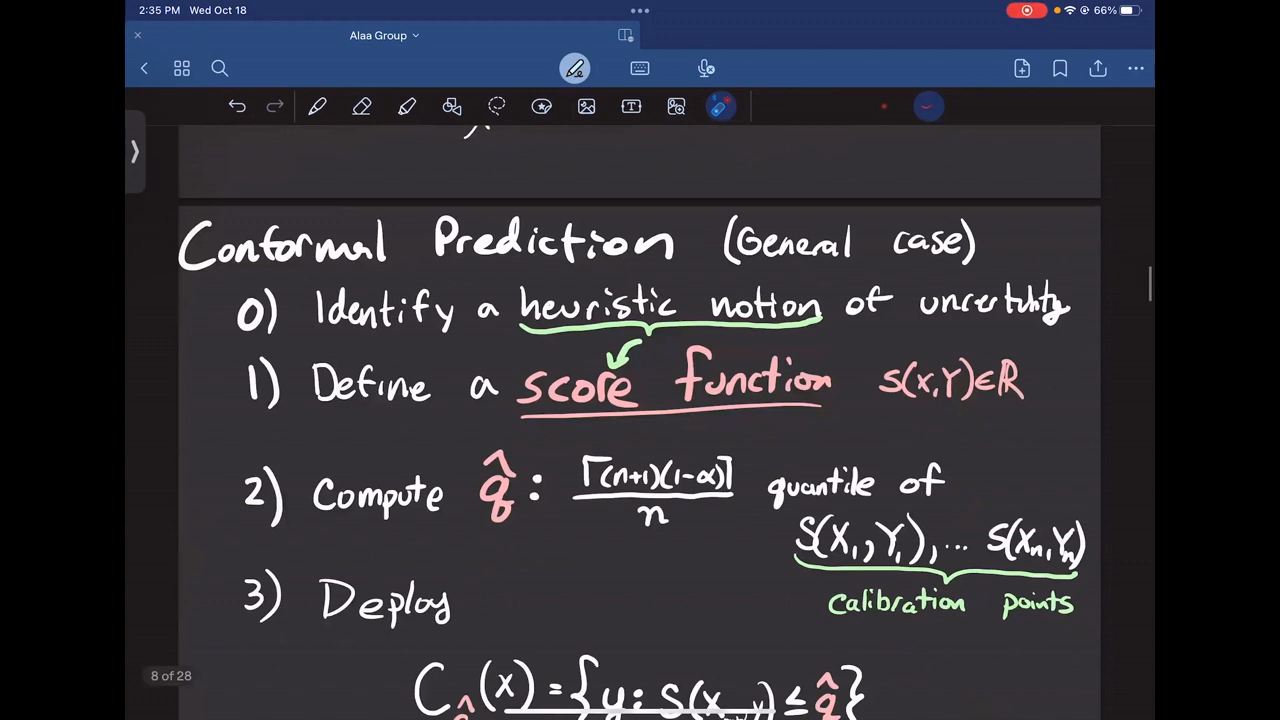 2:35 PM Wed Oct 18
66%
Alaa Group
Conformal Prediction (General case)
0) Identify a heuristic notion of uncertainty
1) Define a score function S(X,Y)∈ℝ
2) Compute q̂ : ⌈(n+1)(1-α)⌉/n quantile of
S(X₁,Y₁),... S(Xₙ,Yₙ)
calibration points
3) Deploy
8 of 28
C_q̂(X) = {y: S(X, y) ≤ q̂}